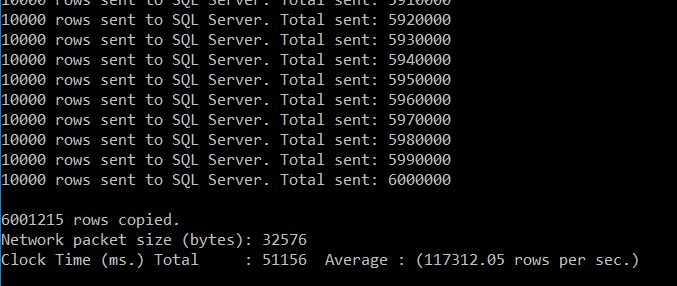 10000 rows sent to SQL Server. Total sent: 5910000
10000 rows sent to SQL Server. Total sent: 5920000
10000 rows sent to SQL Server. Total sent: 5930000
10000 rows sent to SQL Server. Total sent: 5940000
10000 rows sent to SQL Server. Total sent: 5950000
10000 rows sent to SQL Server. Total sent: 5960000
10000 rows sent to SQL Server. Total sent: 5970000
10000 rows sent to SQL Server. Total sent: 5980000
10000 rows sent to SQL Server. Total sent: 5990000
10000 rows sent to SQL Server. Total sent: 6000000
6001215 rows copied.
Network packet size (bytes): 32576
Clock Time (ms.) Total     : 51156  Average : (117312.05 rows per sec.)